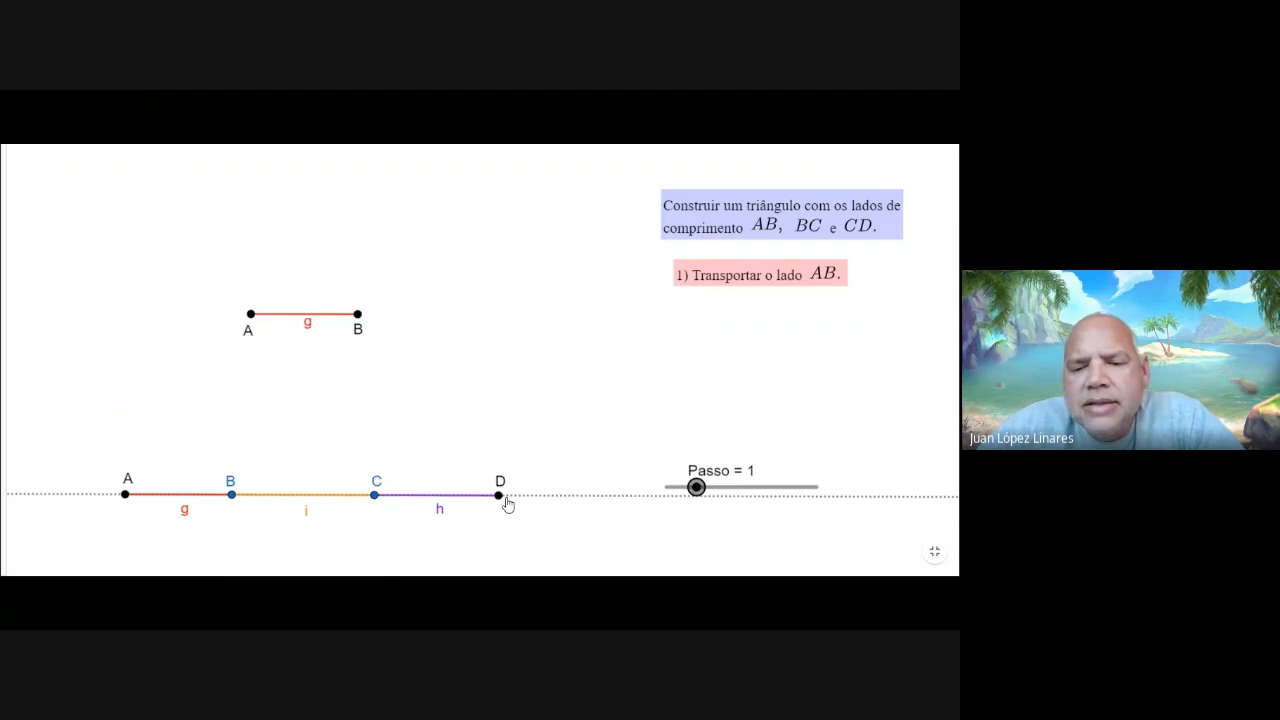 Construir um triângulo com os lados de
comprimento AB, BC e CD.
1) Transportar o lado AB.
g
A B
Passo = 1
A B C D
g i h
Juan López Linares